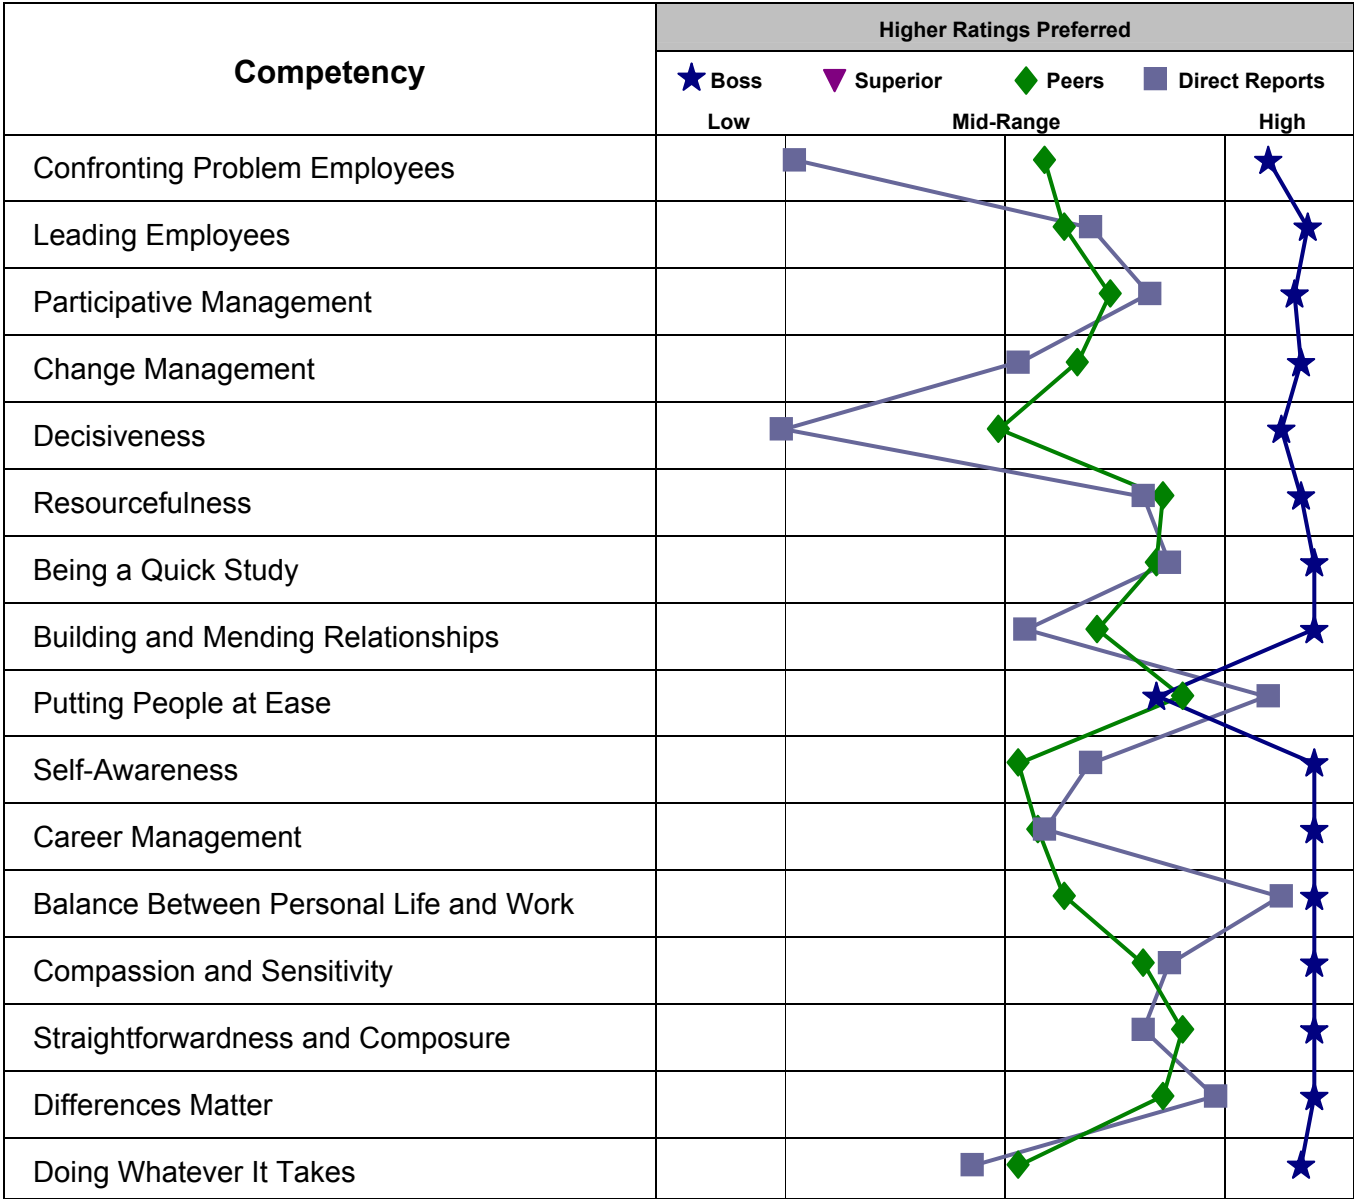 Competency
Higher Ratings Preferred
Boss Superior Peers Direct Reports
Low Mid-Range High
Confronting Problem Employees
Leading Employees
Participative Management
Change Management
Decisiveness
Resourcefulness
Being a Quick Study
Building and Mending Relationships
Putting People at Ease
Self-Awareness
Career Management
Balance Between Personal Life and Work
Compassion and Sensitivity
Straightforwardness and Composure
Differences Matter
Doing Whatever It Takes